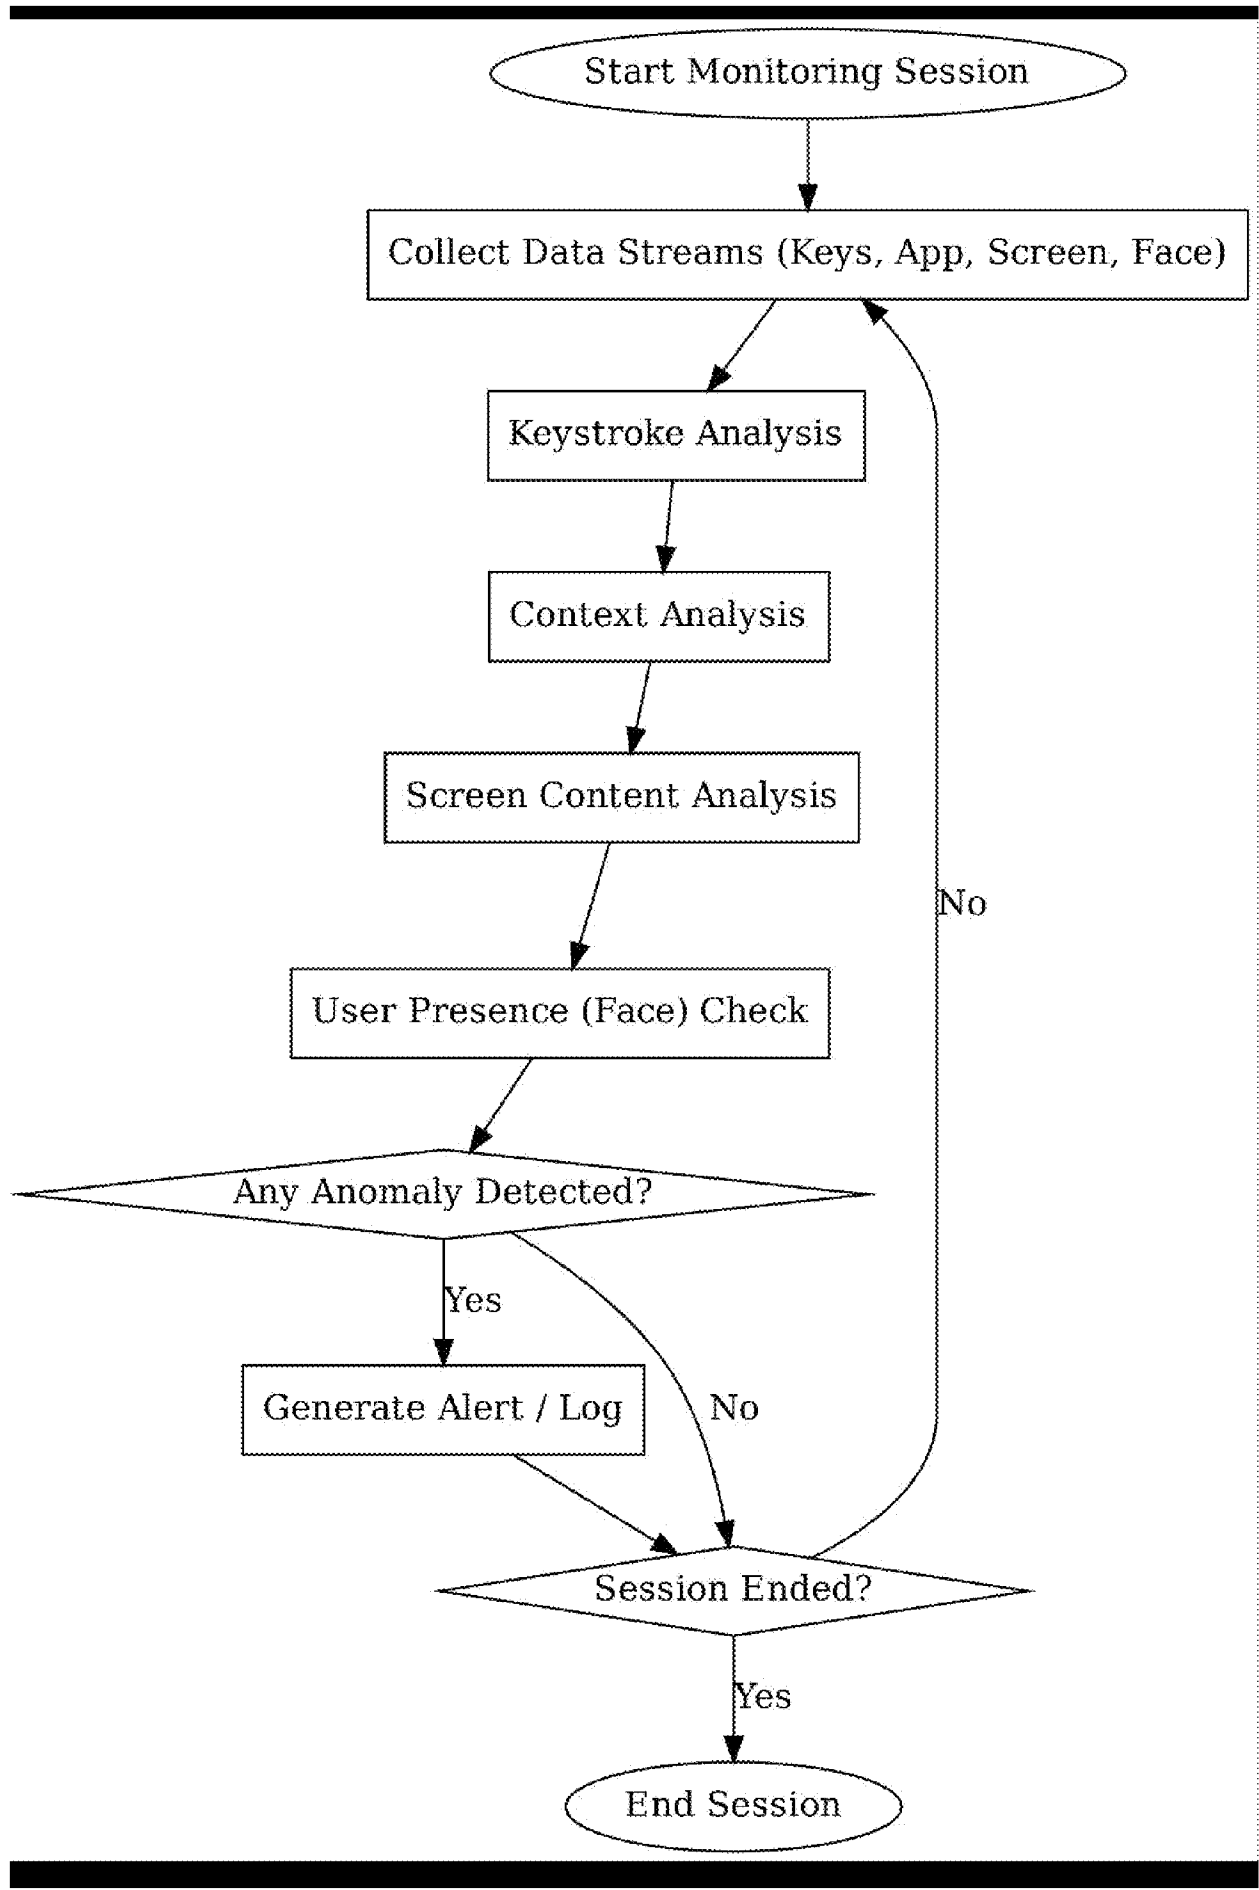 Start Monitoring Session
Collect Data Streams (Keys, App, Screen, Face)
Keystroke Analysis
Context Analysis
Screen Content Analysis
No
User Presence (Face) Check
Any Anomaly Detected?
Yes
Generate Alert / Log
No
Session Ended?
Yes
End Session